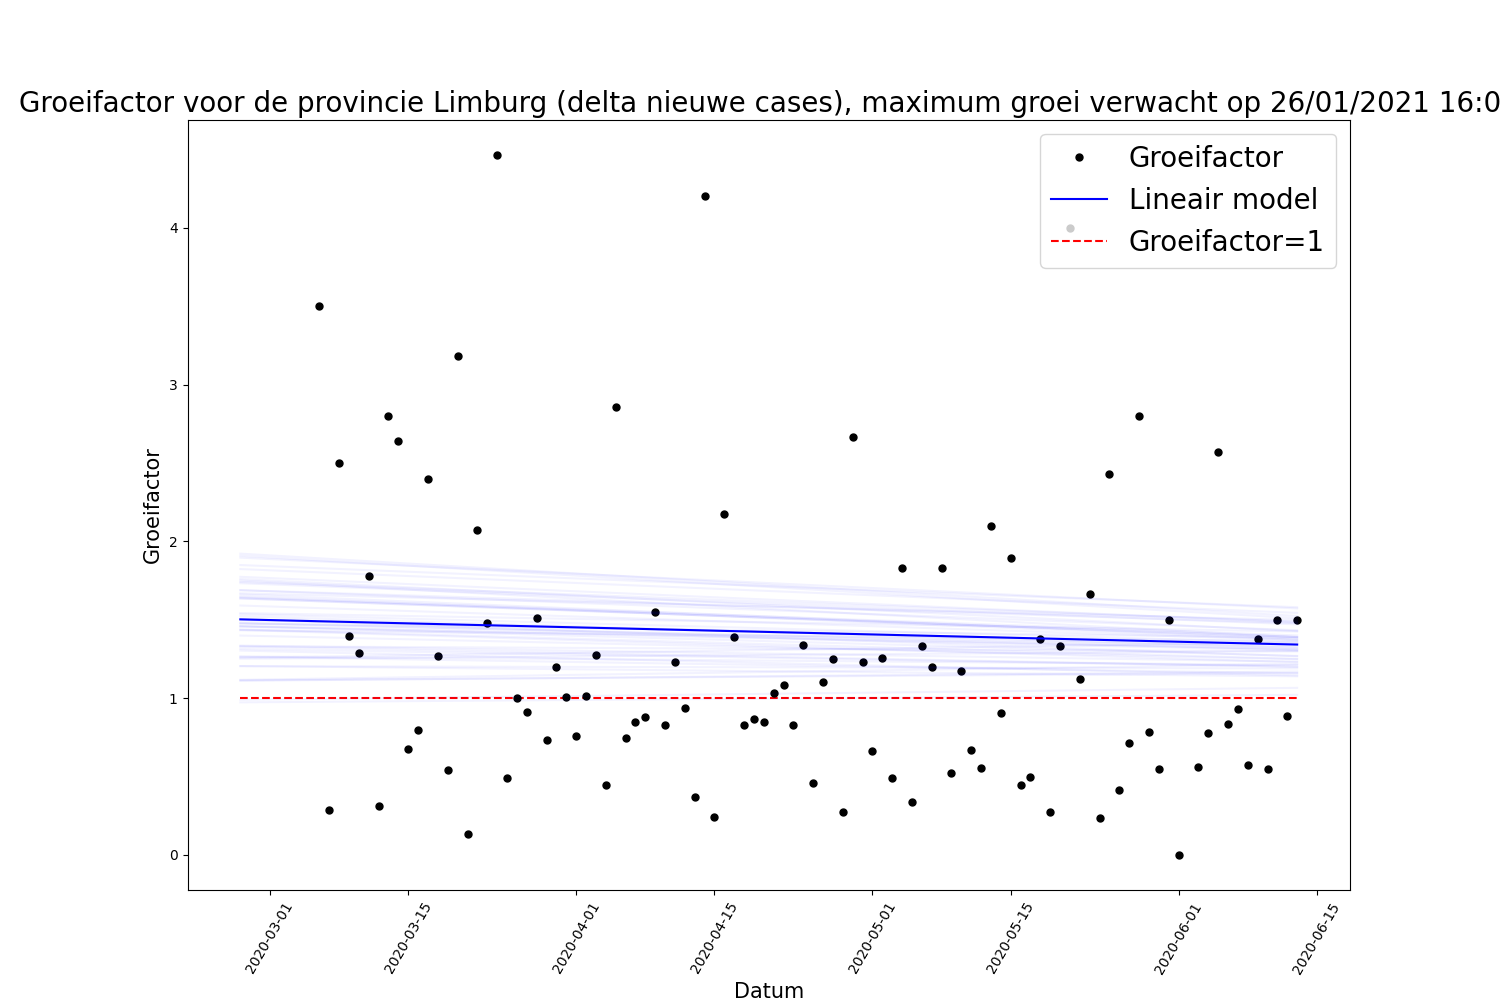 Groeifactor voor de provincie Limburg (delta nieuwe cases), maximum groei verwacht op 26/01/2021 16:0
Groeifactor
Lineair model
Groeifactor=1
4
3
2
1
0
Groeifactor
2020-03-01
2020-03-15
2020-04-01
2020-04-15
2020-05-01
2020-05-15
2020-06-01
2020-06-15
Datum